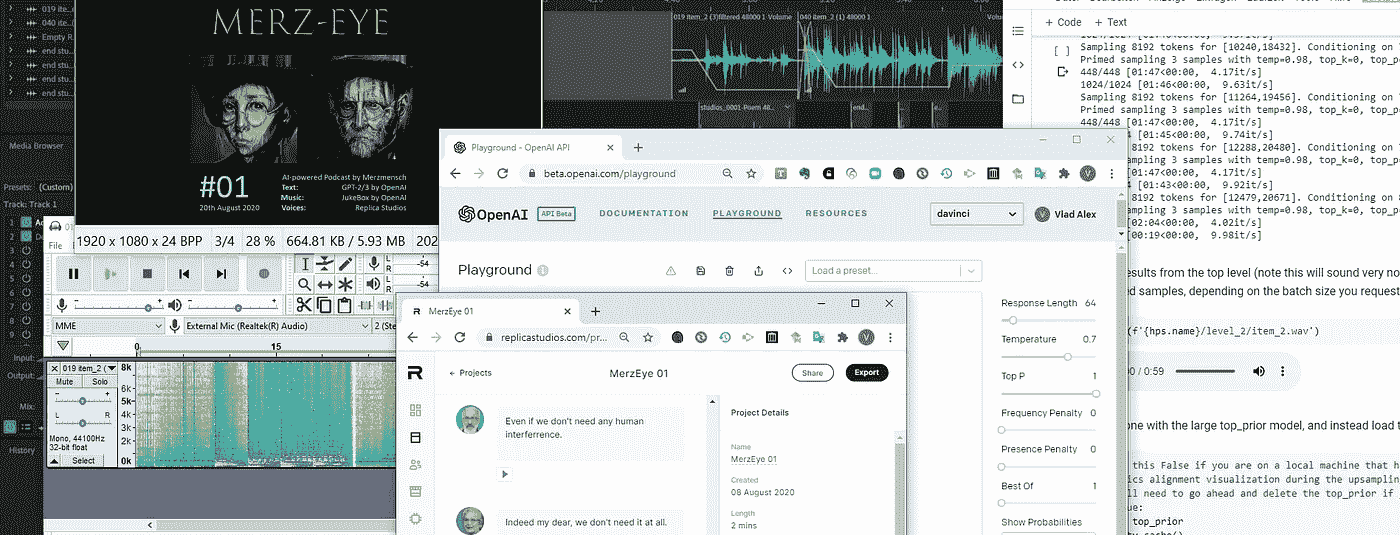 019 ite...
040 ite...
Empty R...
end stu...
end stu...
end stu...
end stu...
Media Browser
Presets: (Custom)
Track: Track 1
1
2
3
4
5
6
7
8
9
Input:
Output:
Mix:
History
MERZ-EYE
#01
20th August 2020
AI-powered Podcast by Merzmensch
Text: GPT-2/3 by OpenAI
Music: JukeBox by OpenAI
Voices: Replica Studios
1920 x 1080 x 24 BPP 3/4 28 % 664.81 KB / 5.93 MB 202
File
L
R
-54
-54
MME External Mic (Realtek(R) Audio) 2 (Ste
0 15
019 item_2
Mute Solo
L R
Mono, 44100Hz
32-bit float
Select
8k
6k
5k
4k
3k
2k
0k
019 item_2 (3)filtered 48000 1 Volume
040 item_2 (1) 48000 1
studios_0001-Poem 48...
end...
e...
Playground - OpenAI API
beta.openai.com/playground
OpenAI API Beta DOCUMENTATION PLAYGROUND RESOURCES davinci Vlad Alex
Playground Load a preset...
Response Length 64
Temperature 0.7
Top P 1
Frequency Penalty 0
Presence Penalty 0
Best Of 1
Show Probabilities
MerzEye 01
replicastudios.com/pr...
Projects MerzEye 01 Share Export
Even if we don't need any human
interferrence.
Indeed my dear, we don't need it at all.
Project Details
Name
MerzEye 01
Created
08 August 2020
Length
2 mins
+ Code + Text
Sampling 8192 tokens for [10240,18432]. Conditioning on
Primed sampling 3 samples with temp=0.98, top_k=0, top_p
448/448 [01:47<00:00, 4.17it/s]
1024/1024 [01:46<00:00, 9.63it/s]
Sampling 8192 tokens for [11264,19456]. Conditioning on
Primed sampling 3 samples with temp=0.98, top_k=0, top_p
448/448 [01:47<00:00, 4.17it/s]
[01:45<00:00, 9.74it/s]
tokens for [12288,20480]. Conditioning on
3 samples with temp=0.98, top_k=0, top_p
[01:47<00:00, 4.17it/s]
[01:43<00:00, 9.92it/s]
tokens for [12479,20671]. Conditioning on
3 samples with temp=0.98, top_k=0, top_p
[02:04<00:00, 4.02it/s]
[00:19<00:00, 9.98it/s]
results from the top level (note this will sound very no
samples, depending on the batch size you request
(f'{hps.name}/level_2/item_2.wav')
/ 0:59
one with the large top_prior model, and instead load t
this False if you are on a local machine that h
ics alignment visualization during the upsampling
need to go ahead and delete the top_prior if
top_prior